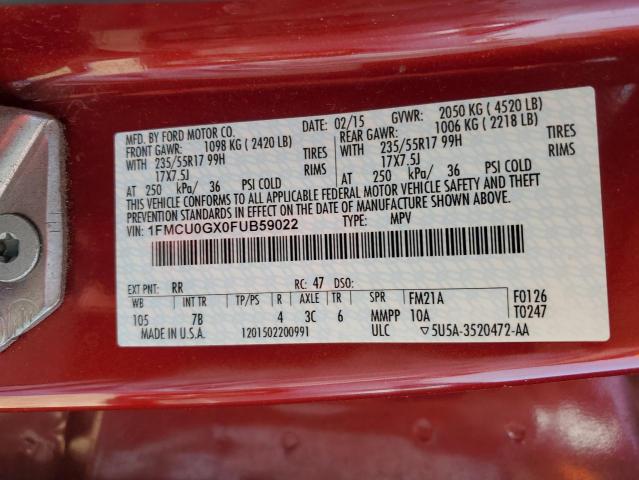 MFD. BY FORD MOTOR CO.
DATE: 02/15 GVWR: 2050 KG ( 4520 LB)
FRONT GAWR: 1098 KG ( 2420 LB) REAR GAWR: 1006 KG ( 2218 LB)
WITH 235/55R17 99H TIRES WITH 235/55R17 99H TIRES
17X7.5J RIMS 17X7.5J RIMS
AT 250 kPa/ 36 PSI COLD AT 250 kPa/ 36 PSI COLD
THIS VEHICLE CONFORMS TO ALL APPLICABLE FEDERAL MOTOR VEHICLE SAFETY AND THEFT
PREVENTION STANDARDS IN EFFECT ON THE DATE OF MANUFACTURE SHOWN ABOVE.
VIN: 1FMCU0GX0FUB59022 TYPE: MPV
EXT PNT: RR RC: 47 DSO:
WB INT TR TP/PS R AXLE TR SPR FM21A F0126
105 7B 4 3C 6 MMPP 10A T0247
MADE IN U.S.A. 1201502200991 ULC ▽5U5A-3520472-AA